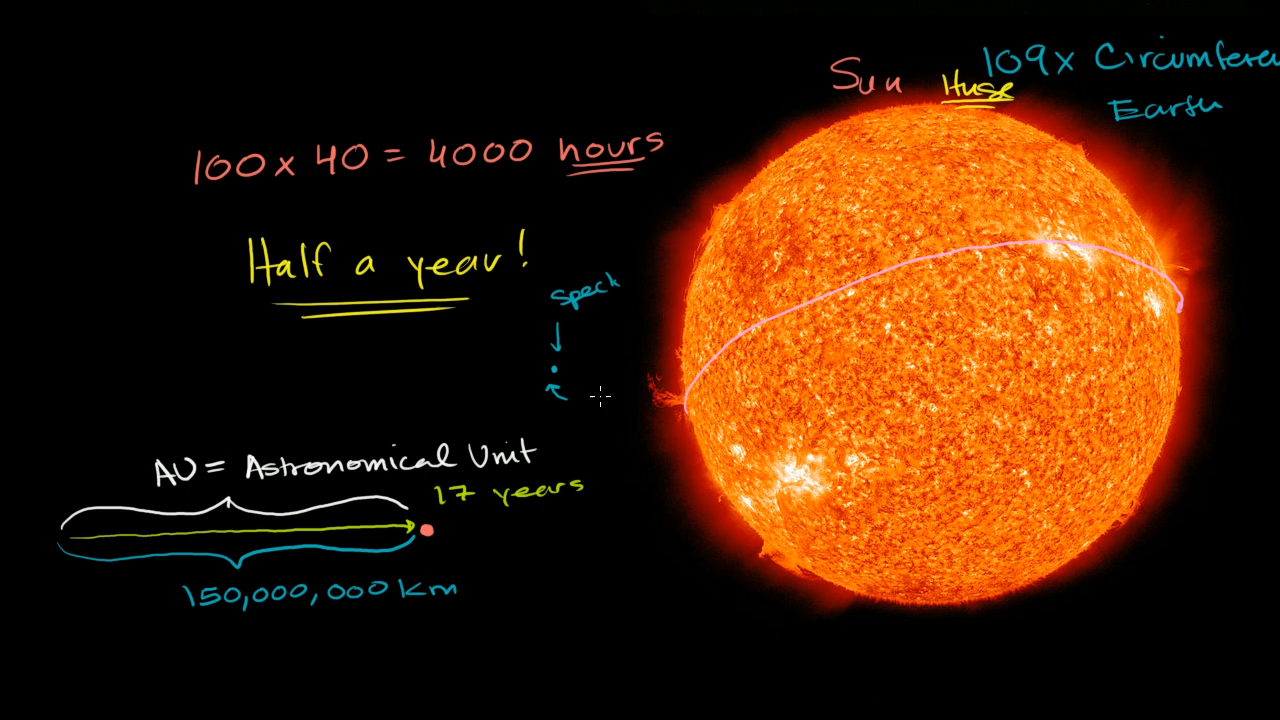 Sun Huge 109x Circumferen
Earth
100 x 40 = 4000 hours
Half a year!
Speck
AU = Astronomical Unit
17 years
150,000,000 km